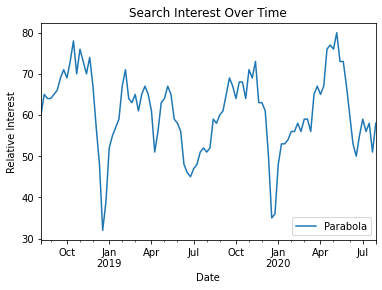 Search Interest Over Time
80
70
60
50
40
30
Relative Interest
Parabola
Oct Jan Apr Jul Oct Jan Apr Jul
2019 2020
Date